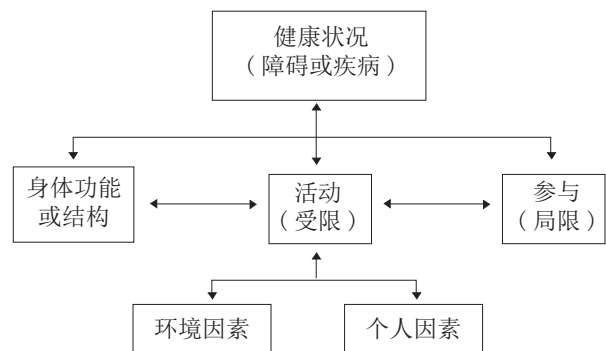 健康状况
（障碍或疾病）
身体功能
或结构
活动
（受限）
参与
（局限）
环境因素
个人因素